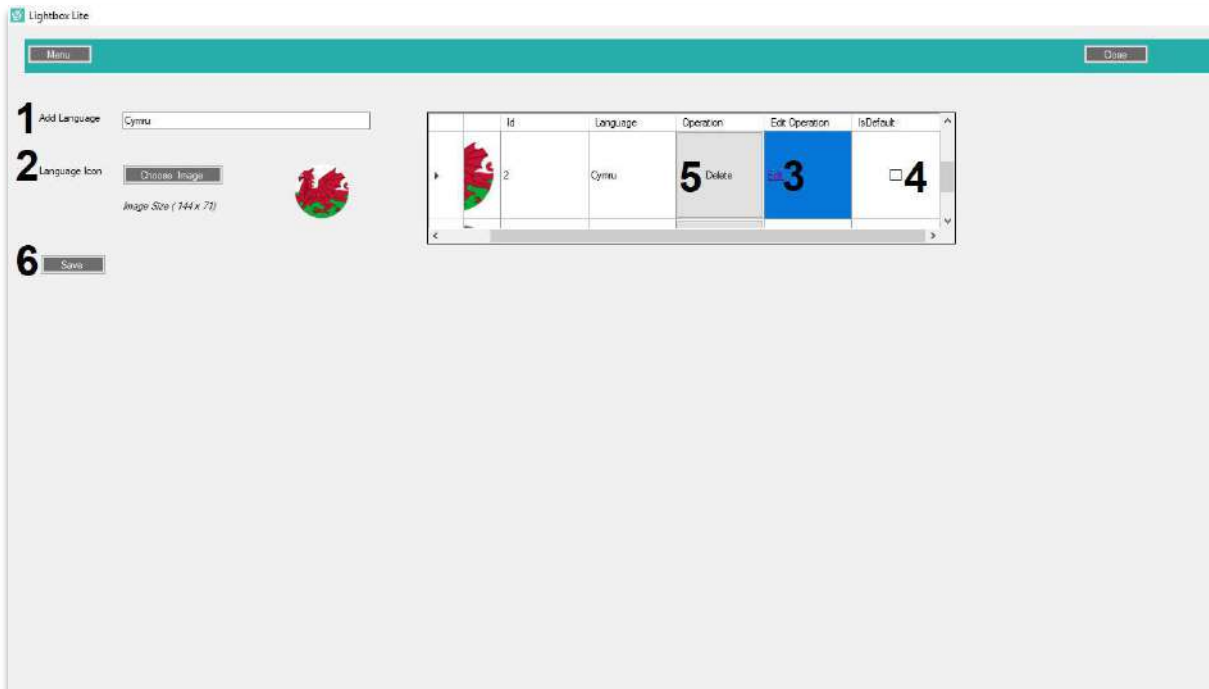 Lightbox Lite
Menu
Done
1 Add Language Cymru
2 Language Icon Choose Image
Image Size ( 144 x 71)
6 Save
Id Language Operation Edit Operation IsDefault
2 Cymru 5 Delete Edit 3 4